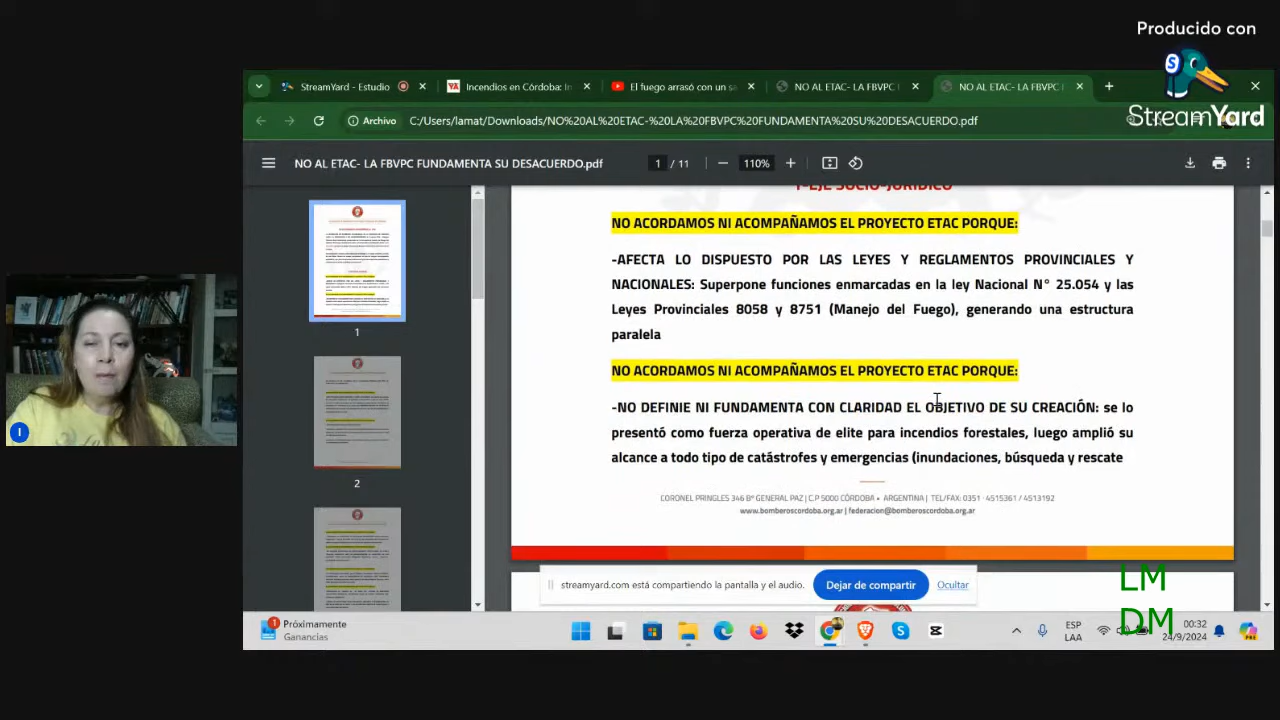 Producido con
StreamYard
StreamYard - Estudio
Incendios en Córdoba: In
El fuego arrasó con un sa
NO AL ETAC- LA FBVPC
NO AL ETAC- LA FBVPC
Archivo C:/Users/lamat/Downloads/NO%20AL%20ETAC-%20LA%20FBVPC%20FUNDAMENTA%20SU%20DESACUERDO.pdf
NO AL ETAC- LA FBVPC FUNDAMENTA SU DESACUERDO.pdf 1 / 11 110%
1-EJE SOCIO-JURÍDICO
NO ACORDAMOS NI ACOMPAÑAMOS EL PROYECTO ETAC PORQUE:
-AFECTA LO DISPUESTO POR LAS LEYES Y REGLAMENTOS PROVINCIALES Y
NACIONALES: Superpone funciones enmarcadas en la ley Nacional N° 25.054 y las
Leyes Provinciales 8058 y 8751 (Manejo del Fuego), generando una estructura
paralela
NO ACORDAMOS NI ACOMPAÑAMOS EL PROYECTO ETAC PORQUE:
-NO DEFINIE NI FUNDAMENTA CON CLARIDAD EL OBJETIVO DE SU CREACIÓN: se lo
presentó como fuerza operativa de elite para incendios forestales, luego amplió su
alcance a todo tipo de catástrofes y emergencias (inundaciones, búsqueda y rescate
CORONEL PRINGLES 346 Bº GENERAL PAZ | C.P 5000 CÓRDOBA • ARGENTINA | TEL/FAX: 0351 - 4515361 / 4513192
www.bomberoscordoba.org.ar | federacion@bomberoscordoba.org.ar
1
2
I
streamyard.com está compartiendo la pantalla y el audio. Dejar de compartir Ocultar
LM
DM
1
Próximamente
Ganancias
ESP
LAA
00:32
24/9/2024